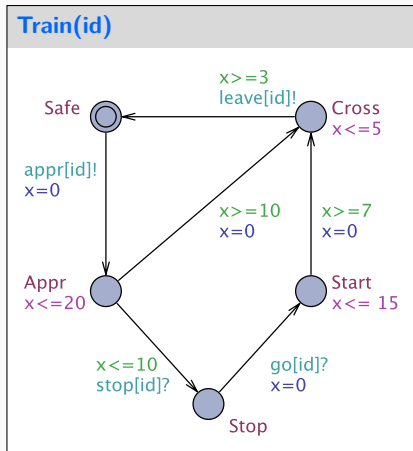 Train(id)
x>=3
leave[id]!
Safe
Cross
x<=5
appr[id]!
x=0
x>=10
x=0
x>=7
x=0
Appr
x<=20
Start
x<= 15
x<=10
stop[id]?
go[id]?
x=0
Stop